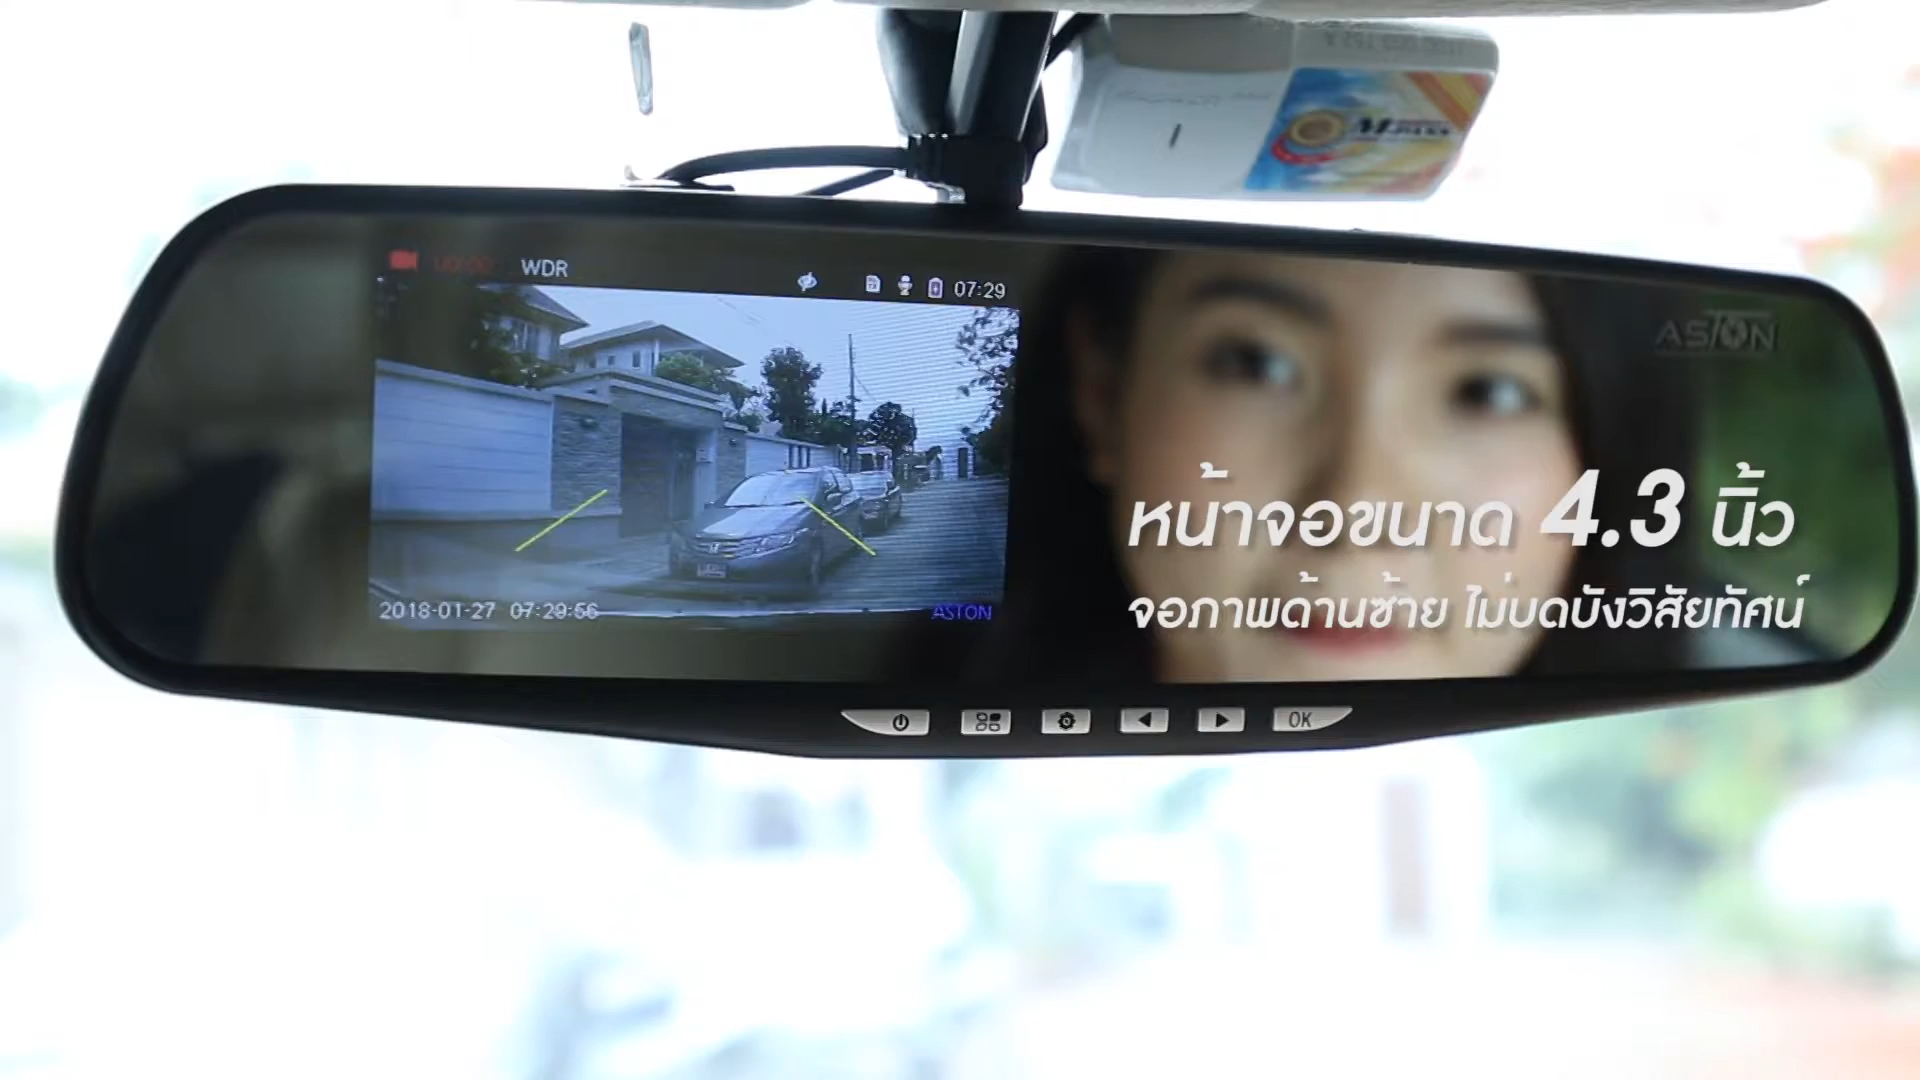 WDR
07:29
ASTON
หน้าจอขนาด 4.3 นิ้ว
จอภาพด้านซ้าย ไม่บดบังวิสัยทัศน์
2018-01-27 07:29:56
ASTON
OK